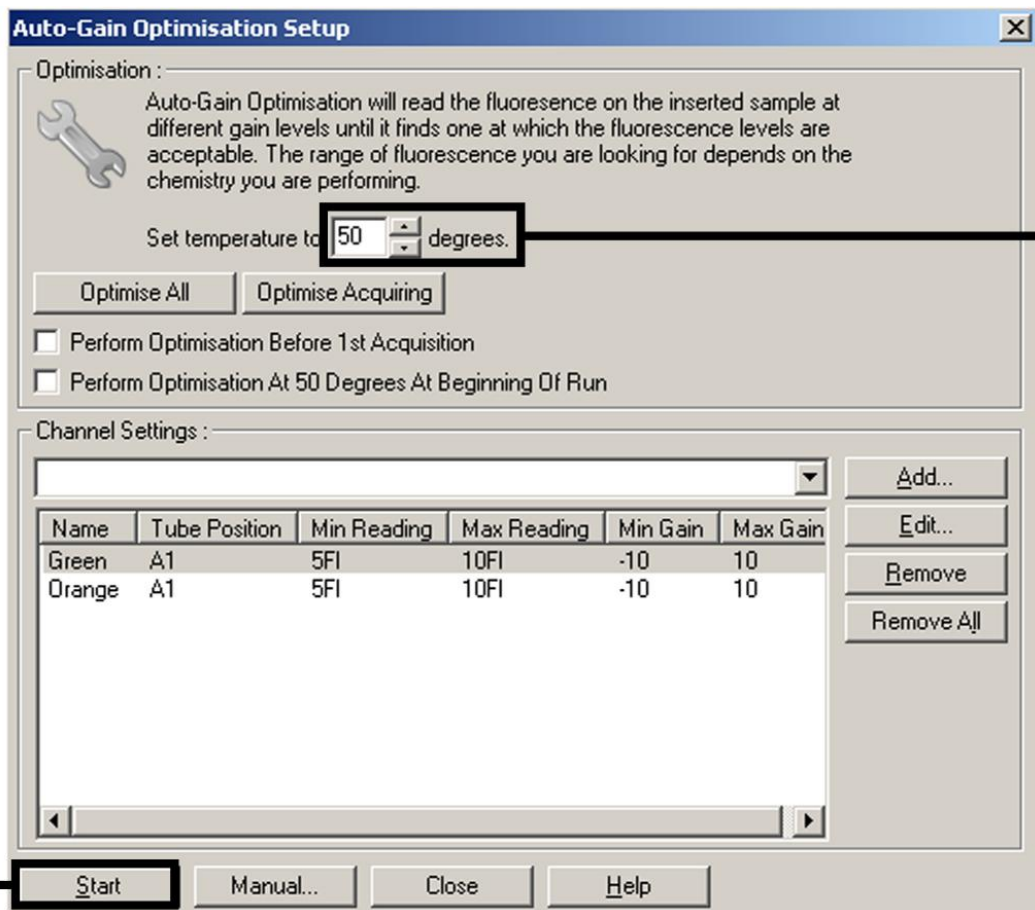 Auto-Gain Optimisation Setup
Optimisation :
Auto-Gain Optimisation will read the fluoresence on the inserted sample at
different gain levels until it finds one at which the fluorescence levels are
acceptable. The range of fluorescence you are looking for depends on the
chemistry you are performing.
Set temperature to 50 degrees.
Optimise All Optimise Acquiring
Perform Optimisation Before 1st Acquisition
Perform Optimisation At 50 Degrees At Beginning Of Run
Channel Settings :
Add...
Name Tube Position Min Reading Max Reading Min Gain Max Gain Edit...
Green A1 5Fl 10Fl -10 10
Remove
Orange A1 5Fl 10Fl -10 10
Remove All
Start Manual... Close Help